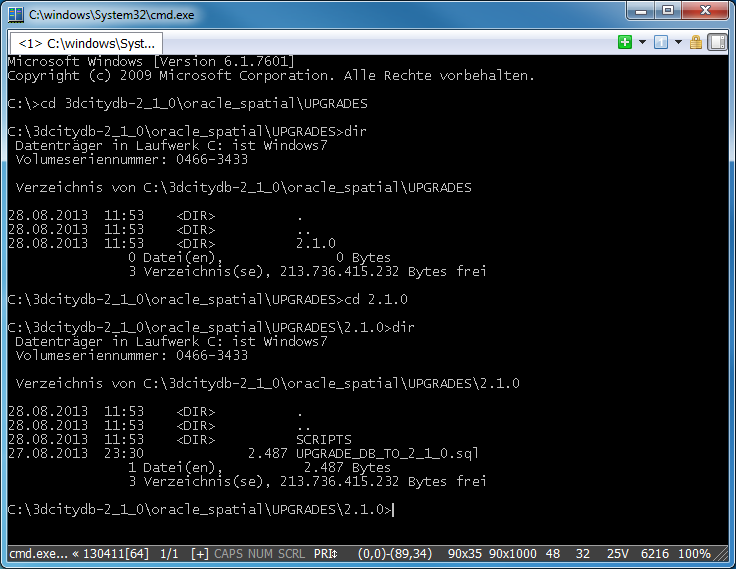 C:\windows\System32\cmd.exe
<1> C:\windows\Syst...
Microsoft Windows [Version 6.1.7601]
Copyright (c) 2009 Microsoft Corporation. Alle Rechte vorbehalten.
C:\>cd 3dcitydb-2_1_0\oracle_spatial\UPGRADES
C:\3dcitydb-2_1_0\oracle_spatial\UPGRADES>dir
Datenträger in Laufwerk C: ist Windows7
Volumeseriennummer: 0466-3433
Verzeichnis von C:\3dcitydb-2_1_0\oracle_spatial\UPGRADES
28.08.2013  11:53    <DIR>          .
28.08.2013  11:53    <DIR>          ..
28.08.2013  11:53    <DIR>          2.1.0
0 Datei(en),              0 Bytes
3 Verzeichnis(se), 213.736.415.232 Bytes frei
C:\3dcitydb-2_1_0\oracle_spatial\UPGRADES>cd 2.1.0
C:\3dcitydb-2_1_0\oracle_spatial\UPGRADES\2.1.0>dir
Datenträger in Laufwerk C: ist Windows7
Volumeseriennummer: 0466-3433
Verzeichnis von C:\3dcitydb-2_1_0\oracle_spatial\UPGRADES\2.1.0
28.08.2013  11:53    <DIR>          .
28.08.2013  11:53    <DIR>          ..
28.08.2013  11:53    <DIR>          SCRIPTS
27.08.2013  23:30             2.487 UPGRADE_DB_TO_2_1_0.sql
1 Datei(en),          2.487 Bytes
3 Verzeichnis(se), 213.736.415.232 Bytes frei
C:\3dcitydb-2_1_0\oracle_spatial\UPGRADES\2.1.0>
cmd.exe... « 130411[64] 1/1 [+] CAPS NUM SCRL PRI‡ (0,0)-(89,34) 90x35 90x1000 48 32 25V 6216 100%